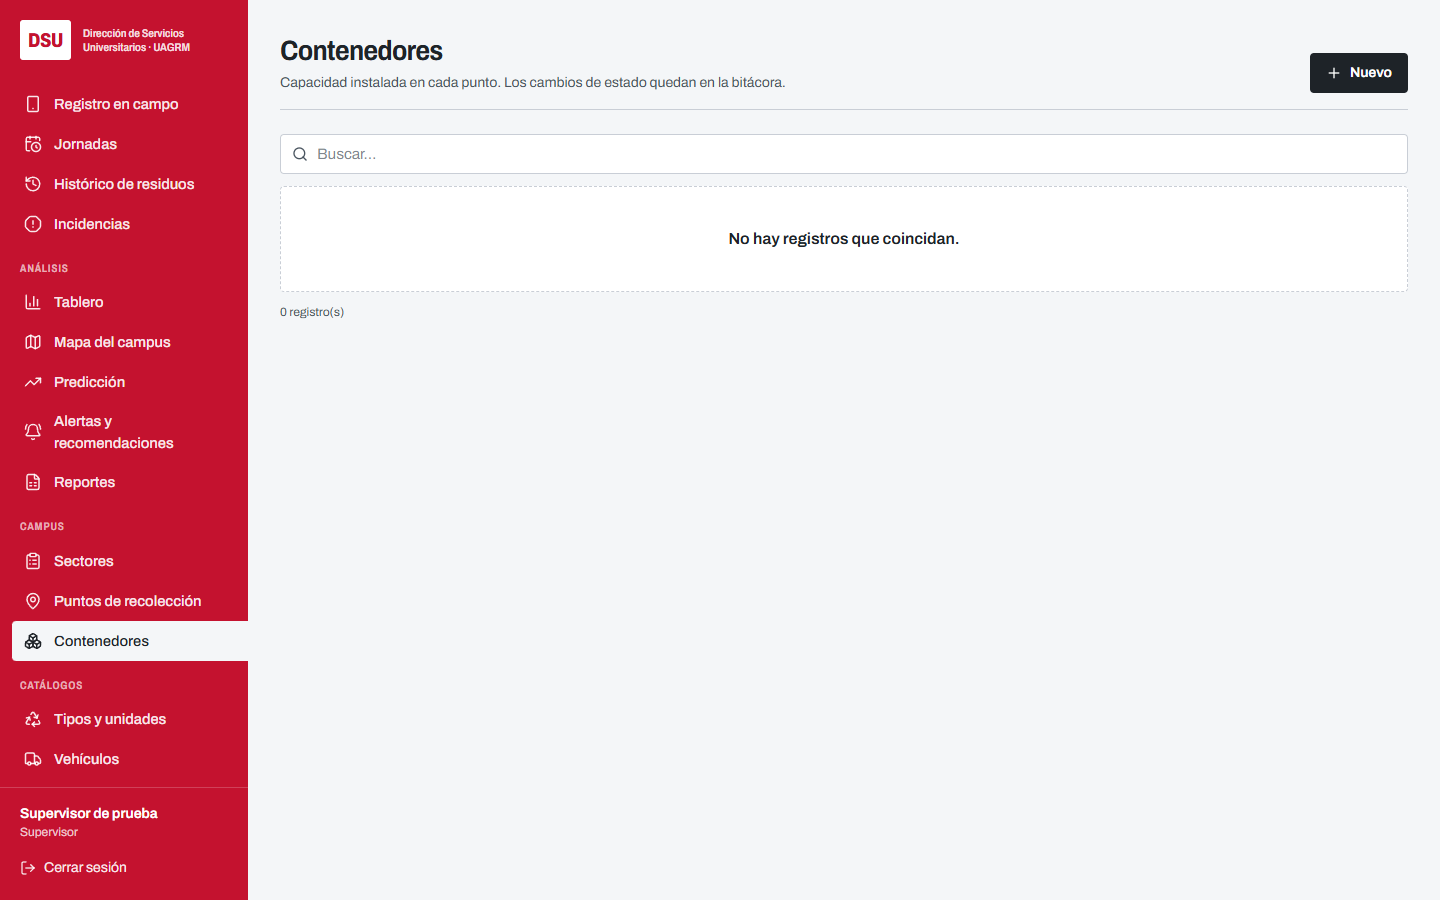 DSU
Dirección de Servicios
Universitarios · UAGRM
Registro en campo
Jornadas
Histórico de residuos
Incidencias
ANÁLISIS
Tablero
Mapa del campus
Predicción
Alertas y
recomendaciones
Reportes
CAMPUS
Sectores
Puntos de recolección
Contenedores
CATÁLOGOS
Tipos y unidades
Vehículos
Supervisor de prueba
Supervisor
Cerrar sesión
Contenedores
Capacidad instalada en cada punto. Los cambios de estado quedan en la bitácora.
Nuevo
Buscar...
No hay registros que coincidan.
0 registro(s)